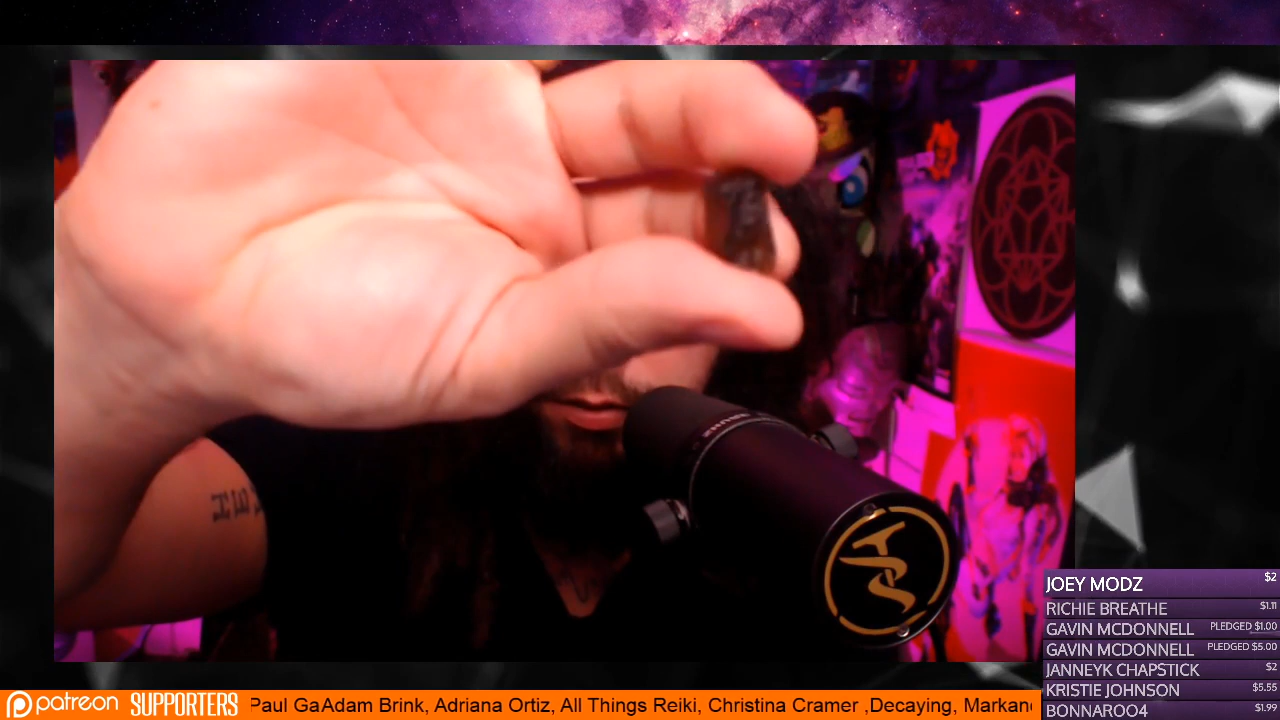 JOEY MODZ $2
RICHIE BREATHE $1.11
GAVIN MCDONNELL PLEDGED $1.00
GAVIN MCDONNELL PLEDGED $5.00
JANNEYK CHAPSTICK $2
KRISTIE JOHNSON $5.55
BONNAROO4 $1.99
patreon SUPPORTERS Paul GaAdam Brink, Adriana Ortiz, All Things Reiki, Christina Cramer ,Decaying, Markan